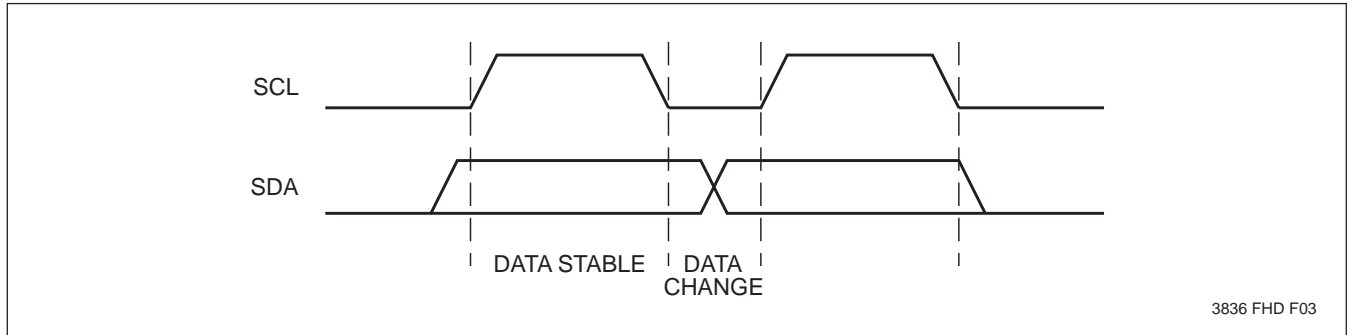 SCL
SDA
DATA STABLE
DATA
CHANGE
3836 FHD F03